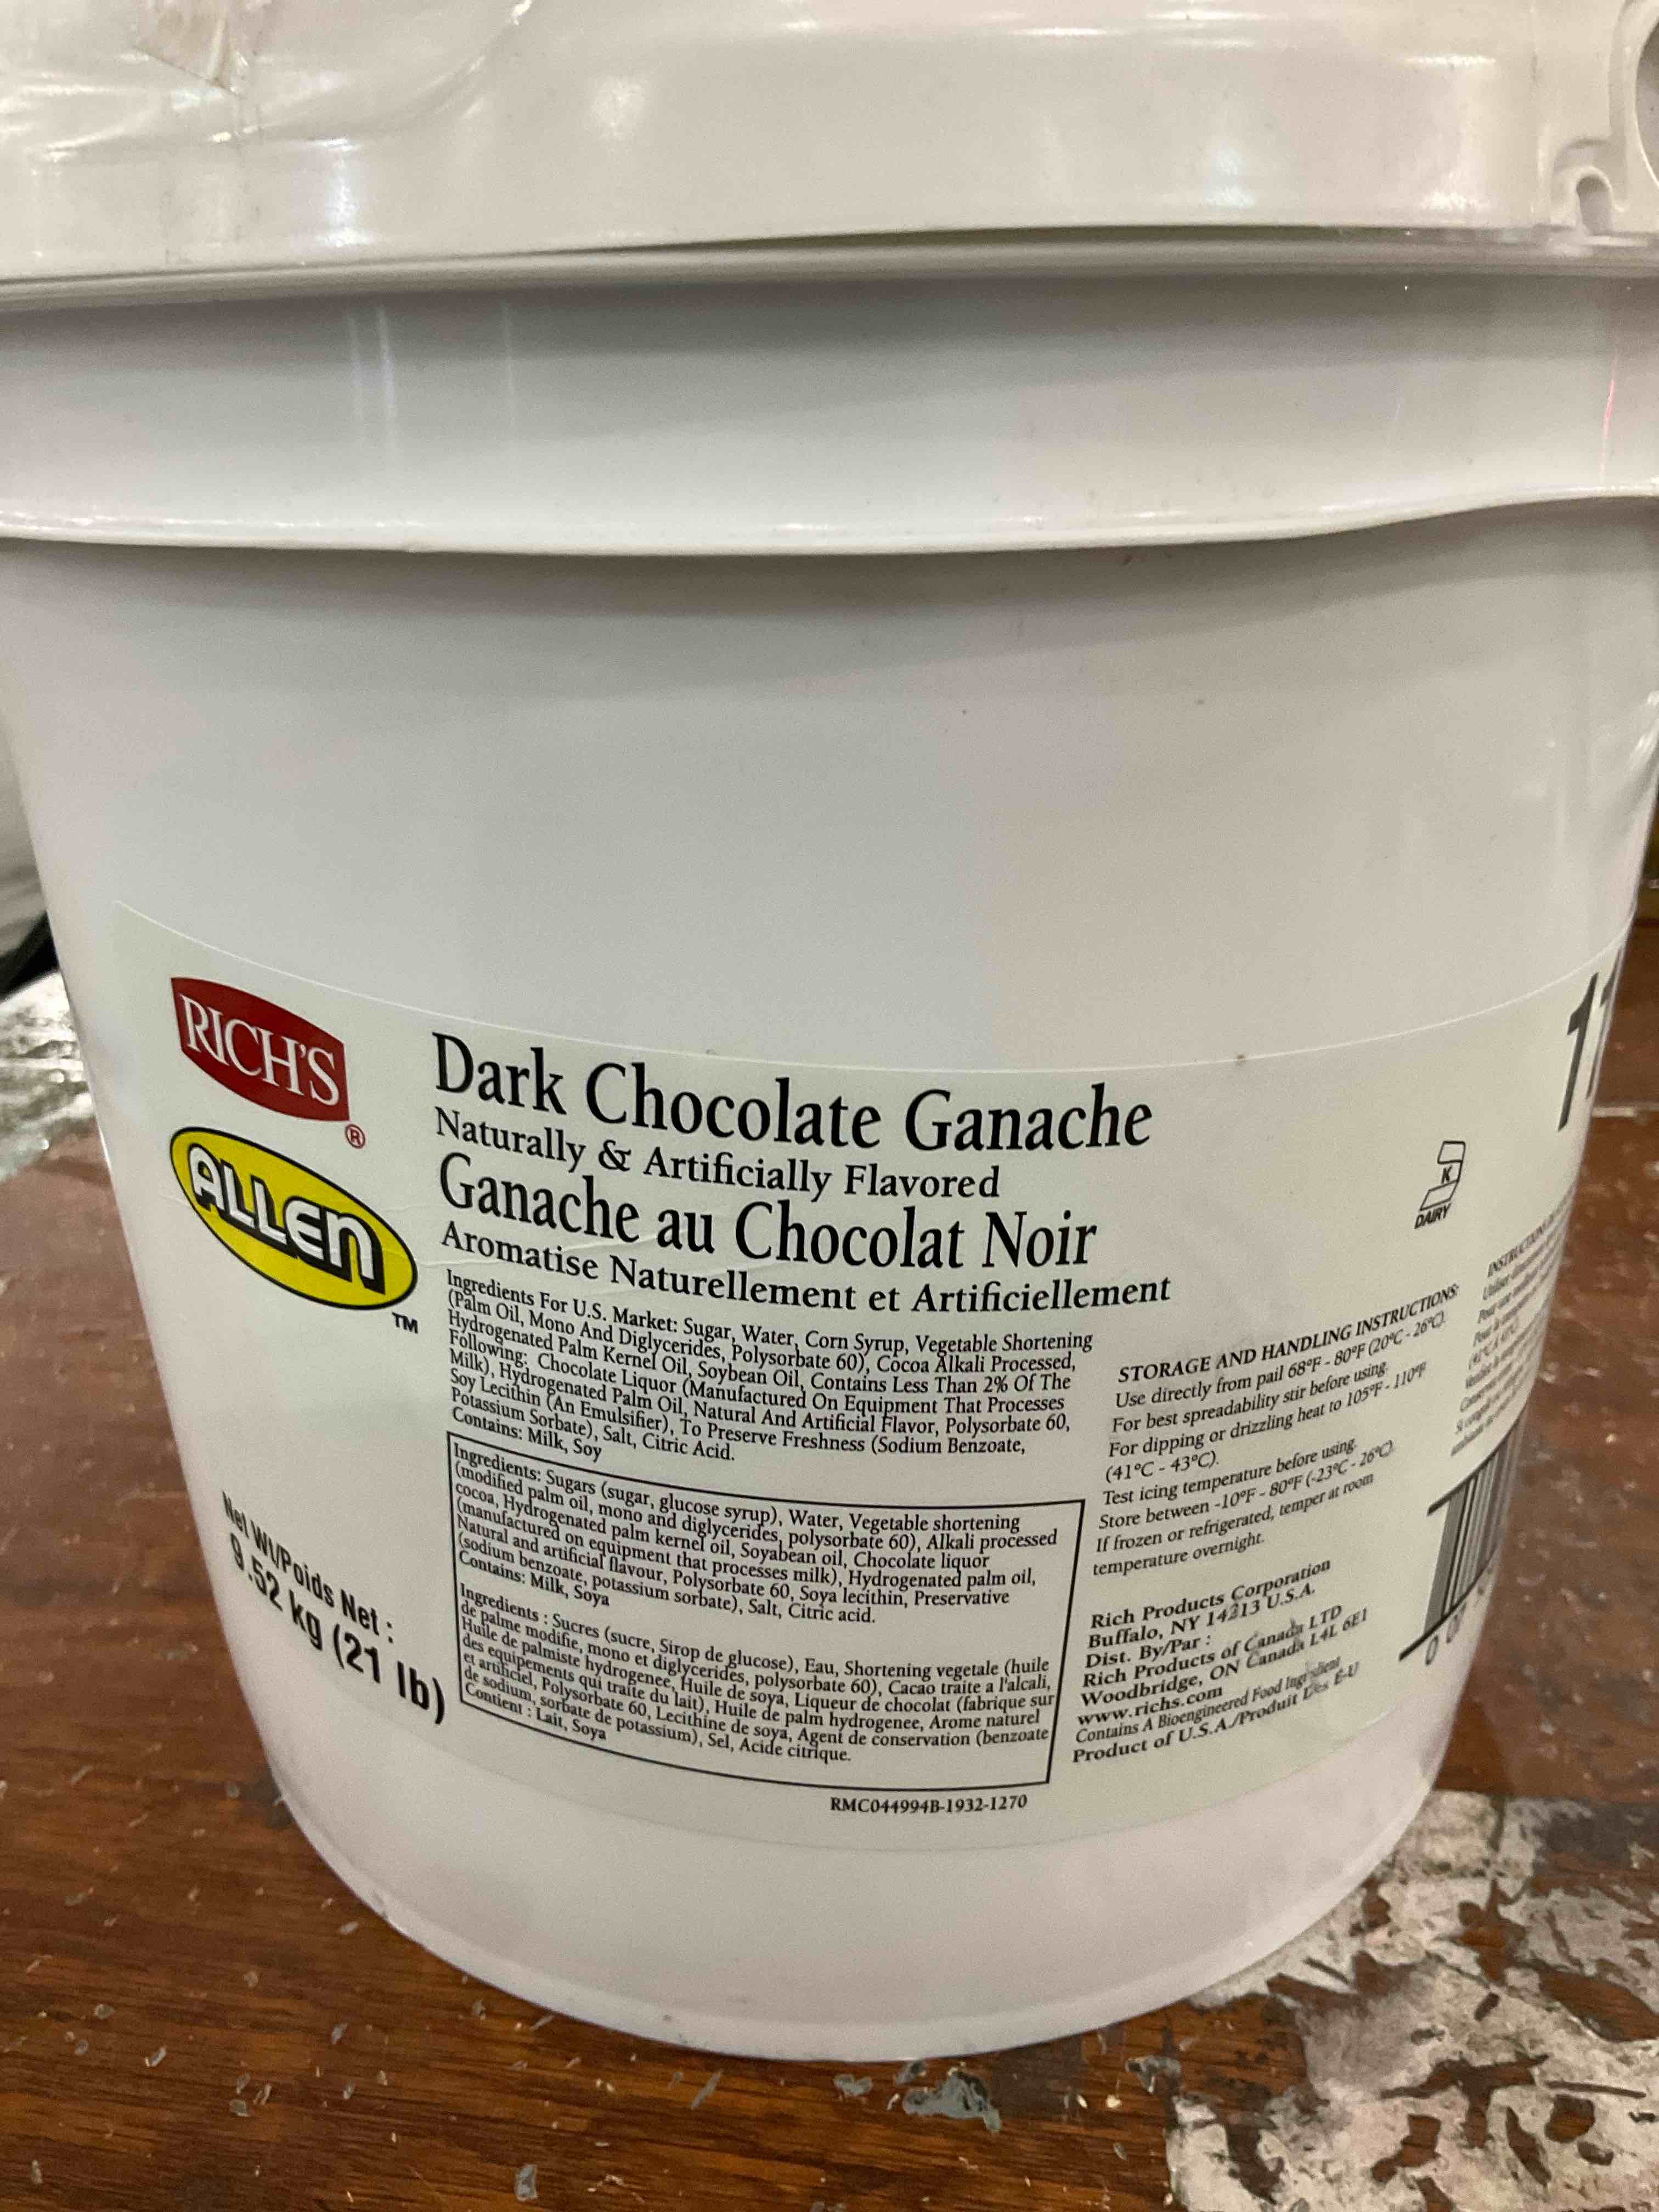 RICH'S
®
ALLEN
TM
Dark Chocolate Ganache
Naturally & Artificially Flavored
Ganache au Chocolat Noir
Aromatise Naturellement et Artificiellement
Ingredients For U.S. Market: Sugar, Water, Corn Syrup, Vegetable Shortening
(Palm Oil, Mono And Diglycerides, Polysorbate 60), Cocoa Alkali Processed,
Hydrogenated Palm Kernel Oil, Soybean Oil, Contains Less Than 2% Of The
Following: Chocolate Liquor (Manufactured On Equipment That Processes
Milk), Hydrogenated Palm Oil, Natural And Artificial Flavor, Polysorbate 60,
Soy Lecithin (An Emulsifier), To Preserve Freshness (Sodium Benzoate,
Potassium Sorbate), Salt, Citric Acid.
Contains: Milk, Soy
Ingredients: Sugars (sugar, glucose syrup), Water, Vegetable shortening
(modified palm oil, mono and diglycerides, polysorbate 60), Alkali processed
cocoa, Hydrogenated palm kernel oil, Soyabean oil, Chocolate liquor
(manufactured on equipment that processes milk), Hydrogenated palm oil,
Natural and artificial flavour, Polysorbate 60, Soya lecithin, Preservative
(sodium benzoate, potassium sorbate), Salt, Citric acid.
Contains: Milk, Soya
Ingredients : Sucres (sucre, Sirop de glucose), Eau, Shortening vegetale (huile
de palme modifie, mono et diglycerides, polysorbate 60), Cacao traite a l'alcali,
Huile de palmiste hydrogenee, Huile de soya, Liqueur de chocolat (fabrique sur
des equipements qui traite du lait), Huile de palm hydrogenee, Arome naturel
et artificiel, Polysorbate 60, Lecithine de soya, Agent de conservation (benzoate
de sodium, sorbate de potassium), Sel, Acide citrique.
Contient : Lait, Soya
RMC044994B-1932-1270
Net Wt/Poids Net :
9.52 kg (21 lb)
K
DAIRY
STORAGE AND HANDLING INSTRUCTIONS:
Use directly from pail 68°F - 80°F (20°C - 26°C).
For best spreadability stir before using.
For dipping or drizzling heat to 105°F - 110°F
(41°C - 43°C).
Test icing temperature before using.
Store between -10°F - 80°F (-23°C - 26°C).
If frozen or refrigerated, temper at room
temperature overnight.
Rich Products Corporation
Buffalo, NY 14213 U.S.A.
Dist. By/Par :
Rich Products of Canada LTD
Woodbridge, ON Canada L4L 6E1
www.richs.com
Contains A Bioengineered Food Ingredient
Product of U.S.A./Produit Des E-U